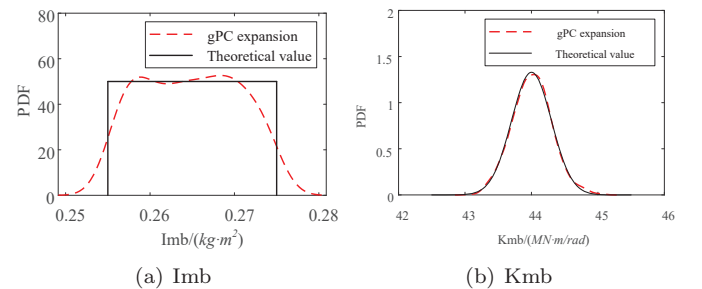 80
60
40
20
0
PDF
gPC expansion
Theoretical value
0.25 0.26 0.27 0.28
Imb/(kg·m²)
(a) Imb
2
1.5
1
0.5
0
PDF
gPC expansion
Theoretical value
42 43 44 45 46
Kmb/(MN·m/rad)
(b) Kmb